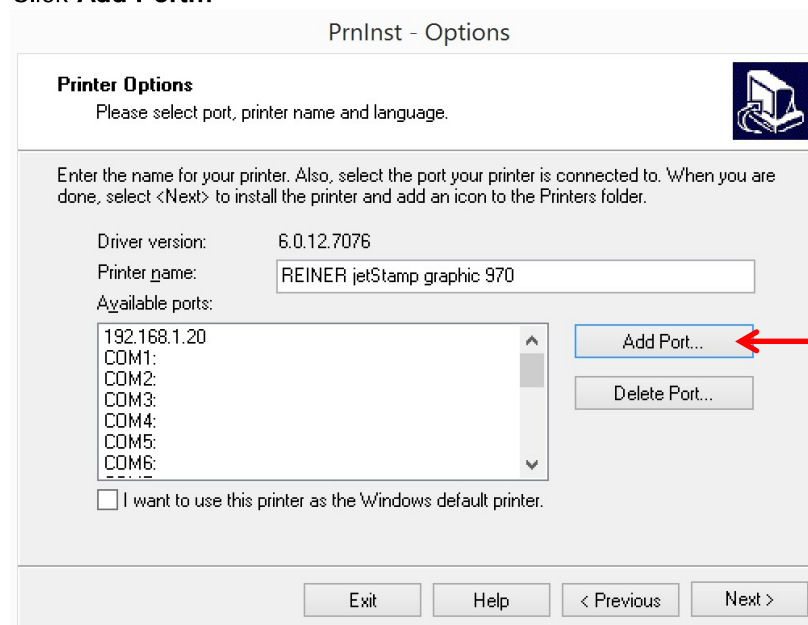 Click Add Port...
PrnInst - Options
Printer Options
Please select port, printer name and language.
Enter the name for your printer. Also, select the port your printer is connected to. When you are
done, select <Next> to install the printer and add an icon to the Printers folder.
Driver version: 6.0.12.7076
Printer name: REINER jetStamp graphic 970
Available ports:
192.168.1.20
COM1:
COM2:
COM3:
COM4:
COM5:
COM6:
Add Port...
Delete Port...
I want to use this printer as the Windows default printer.
Exit Help < Previous Next >